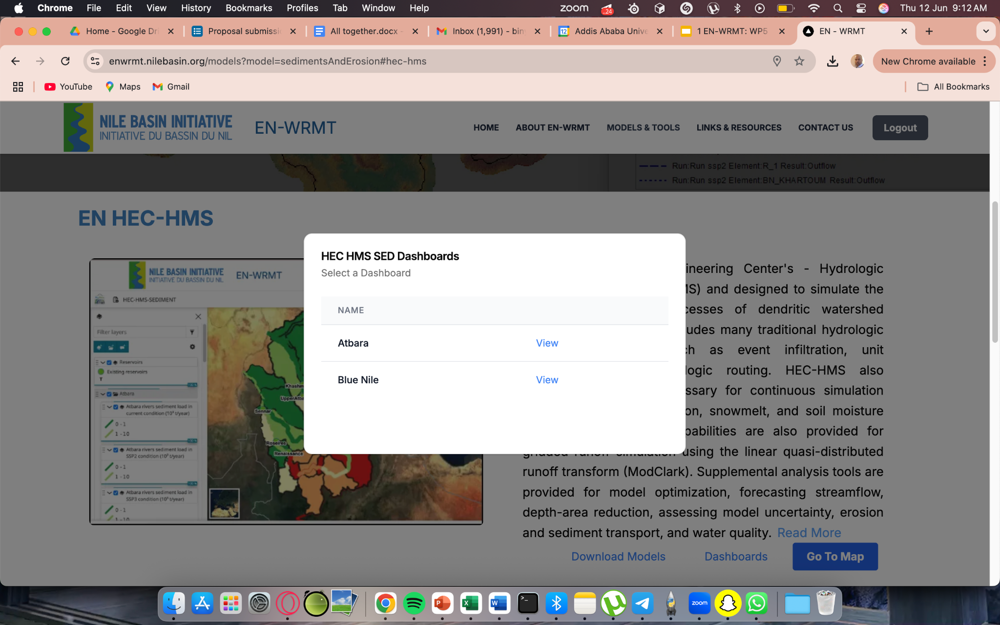 Chrome File Edit View History Bookmarks Profiles Tab Window Help
zoom ..24 Thu 12 Jun 9:12 AM
Home - Google Dri
Proposal submissi
All together.docx -
Inbox (1,991) - bin
12 Addis Ababa Unive
1 EN-WRMT: WP5
EN - WRMT
enwrmt.nilebasin.org/models?model=sedimentsAndErosion#hec-hms
New Chrome available
YouTube Maps Gmail All Bookmarks
NILE BASIN INITIATIVE
INITIATIVE DU BASSIN DU NIL
EN-WRMT
HOME ABOUT EN-WRMT MODELS & TOOLS LINKS & RESOURCES CONTACT US Logout
Run:Run ssp2 Element:R_1 Result:Outflow
Run:Run ssp2 Element:BN_KHARTOUM Result:Outflow
EN HEC-HMS
NILE BASIN INITIATIVE
INITIATIVE DU BASSIN DU NIL
EN-WRMT
HEC-HMS-SEDIMENT
Filter layers
Reservoirs
Existing reservoirs
T
100 %
Atbara
Atbara rivers sediment load in
current condition (10³ t/year)
0 - 1
1 - 10
100 %
Atbara rivers sediment load in
SSP2 condition (10³ t/year)
0 - 1
1 - 10
100 %
Atbara rivers sediment load in
SSP3 condition (10³ t/year)
0 - 1
1 - 10
Khashm
UpperAtba
Sennar
Roseires
Renaissance
HEC HMS SED Dashboards
Select a Dashboard
NAME
Atbara View
Blue Nile View
ineering Center's - Hydrologic
MS) and designed to simulate the
cesses of dendritic watershed
udes many traditional hydrologic
ch as event infiltration, unit
logic routing. HEC-HMS also
ssary for continuous simulation
on, snowmelt, and soil moisture
pabilities are also provided for
gridded runoff simulation using the linear quasi-distributed
runoff transform (ModClark). Supplemental analysis tools are
provided for model optimization, forecasting streamflow,
depth-area reduction, assessing model uncertainty, erosion
and sediment transport, and water quality. Read More
Download Models Dashboards Go To Map
zoom